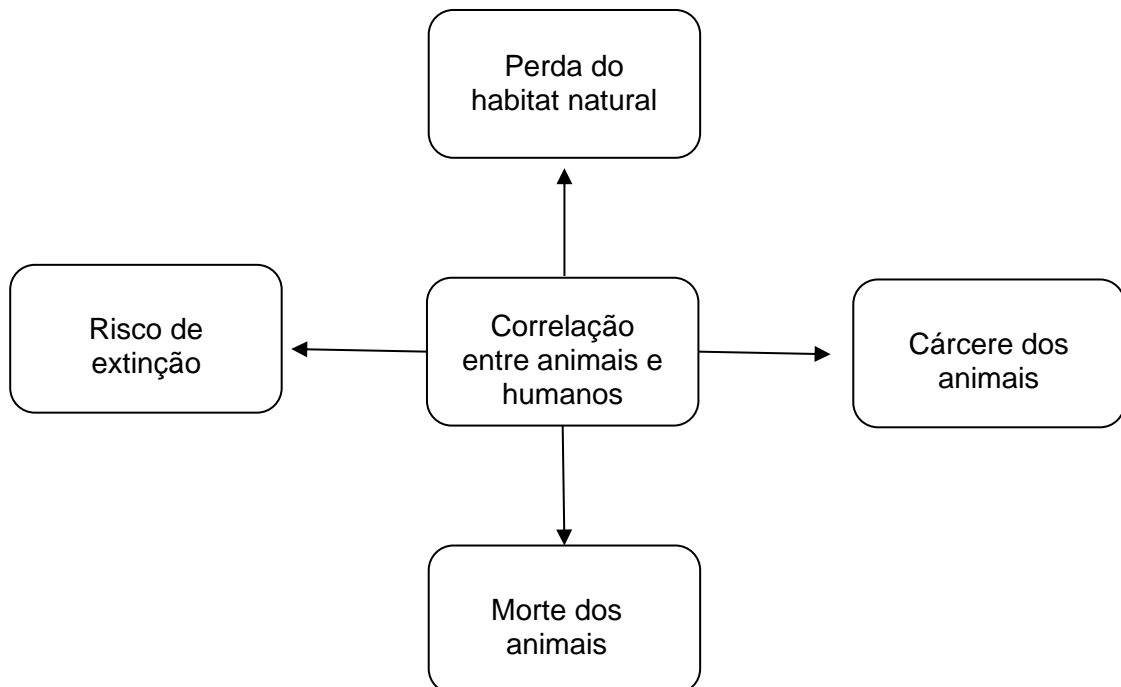 Perda do
habitat natural
Risco de
extinção
Correlação
entre animais e
humanos
Cárcere dos
animais
Morte dos
animais